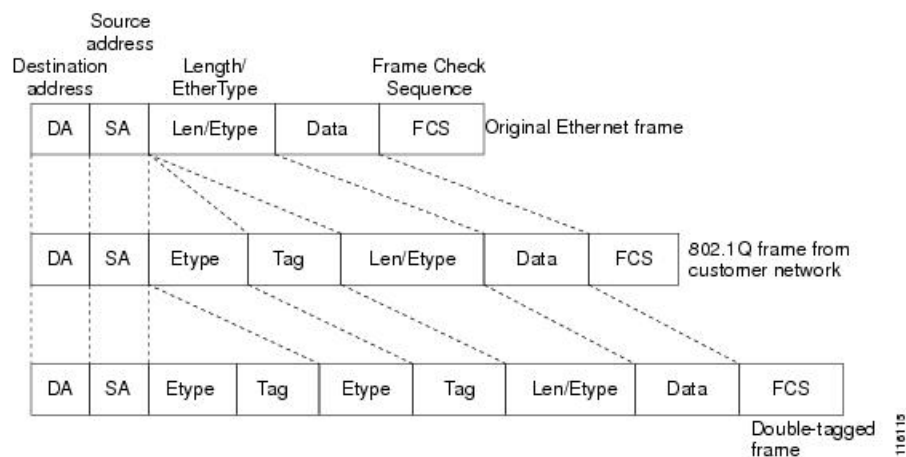 Source
address
Destination
address
Length/
EtherType
Frame Check
Sequence
DA SA Len/Etype Data FCS Original Ethernet frame
DA SA Etype Tag Len/Etype Data FCS 802.1Q frame from
customer network
DA SA Etype Tag Etype Tag Len/Etype Data FCS
Double-tagged
frame
116115